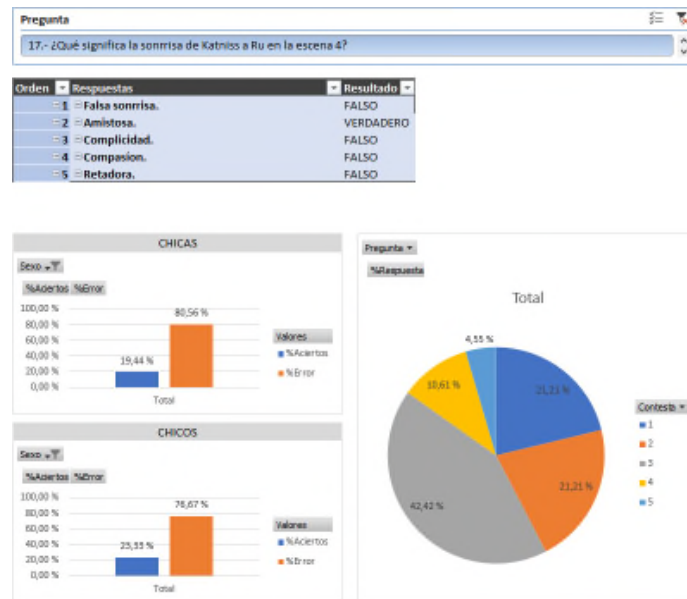 Pregunta
17.- ¿Qué significa la sonrrisa de Katniss a Ru en la escena 4?
Orden Respuestas Resultado
1 Falsa sonrrisa. FALSO
2 Amistosa. VERDADERO
3 Complicidad. FALSO
4 Compasion. FALSO
5 Retadora. FALSO
CHICAS
Sexo
%Aciertos %Error
100,00 %
80,00 %
60,00 %
40,00 %
20,00 %
0,00 %
19,44 %
80,56 %
Total
Valores
%Aciertos
%Error
CHICOS
Sexo
%Aciertos %Error
100,00 %
80,00 %
60,00 %
40,00 %
20,00 %
0,00 %
23,33 %
76,67 %
Total
Valores
%Aciertos
%Error
Pregunta
%Respuesta
Total
4,55 %
10,61 %
21,21 %
21,21 %
42,42 %
Contesta
1
2
3
4
5